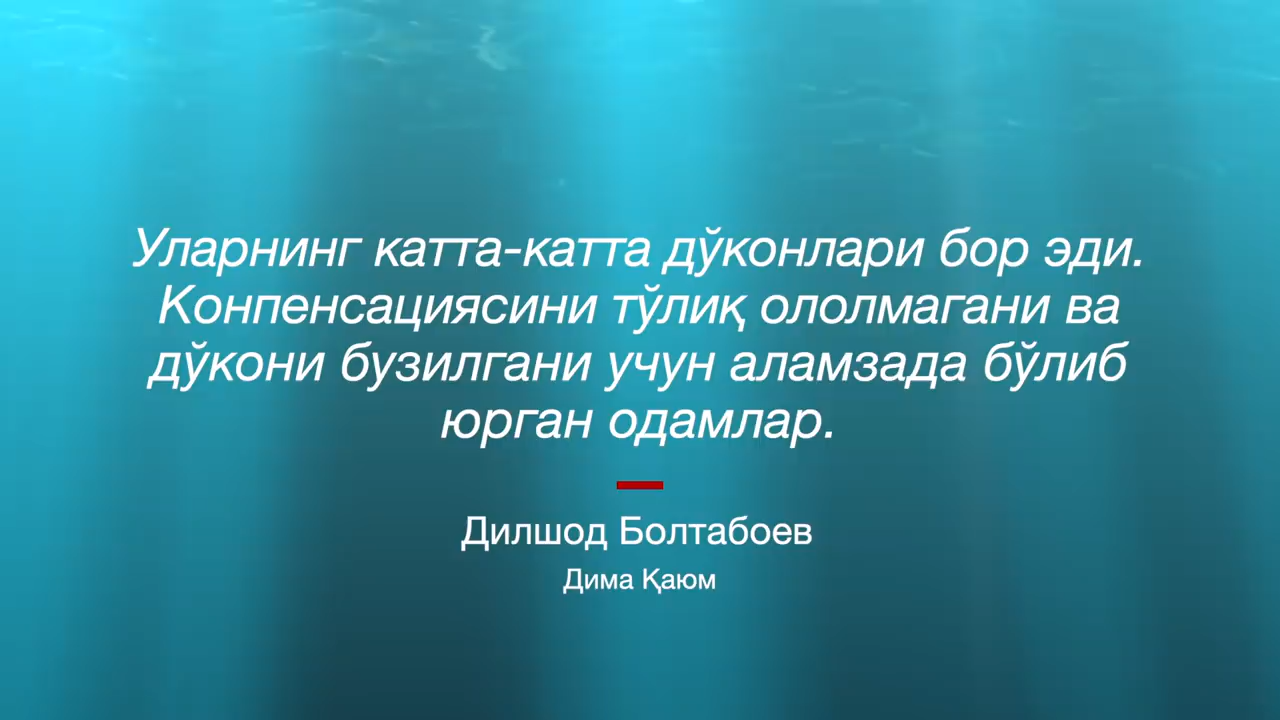 Уларнинг катта-катта дўконлари бор эди.
Конпенсациясини тўлиқ ололмагани ва
дўкони бузилгани учун аламзада бўлиб
юрган одамлар.
Дилшод Болтабоев
Дима Қаюм